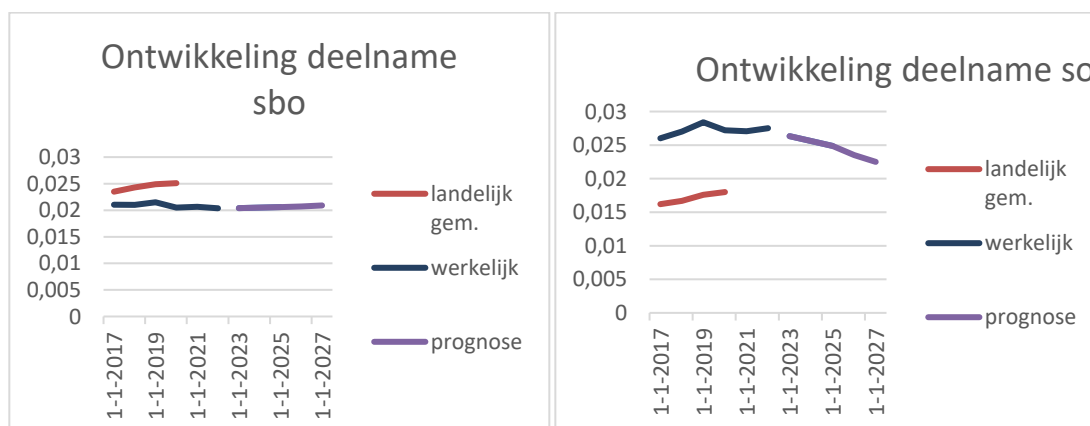 Ontwikkeling deelname
sbo
0,03
0,025
0,02
0,015
0,01
0,005
0
1-1-2017
1-1-2019
1-1-2021
1-1-2023
1-1-2025
1-1-2027
landelijk
gem.
werkelijk
prognose
Ontwikkeling deelname so
0,03
0,025
0,02
0,015
0,01
0,005
0
1-1-2017
1-1-2019
1-1-2021
1-1-2023
1-1-2025
1-1-2027
landelijk
gem.
werkelijk
prognose